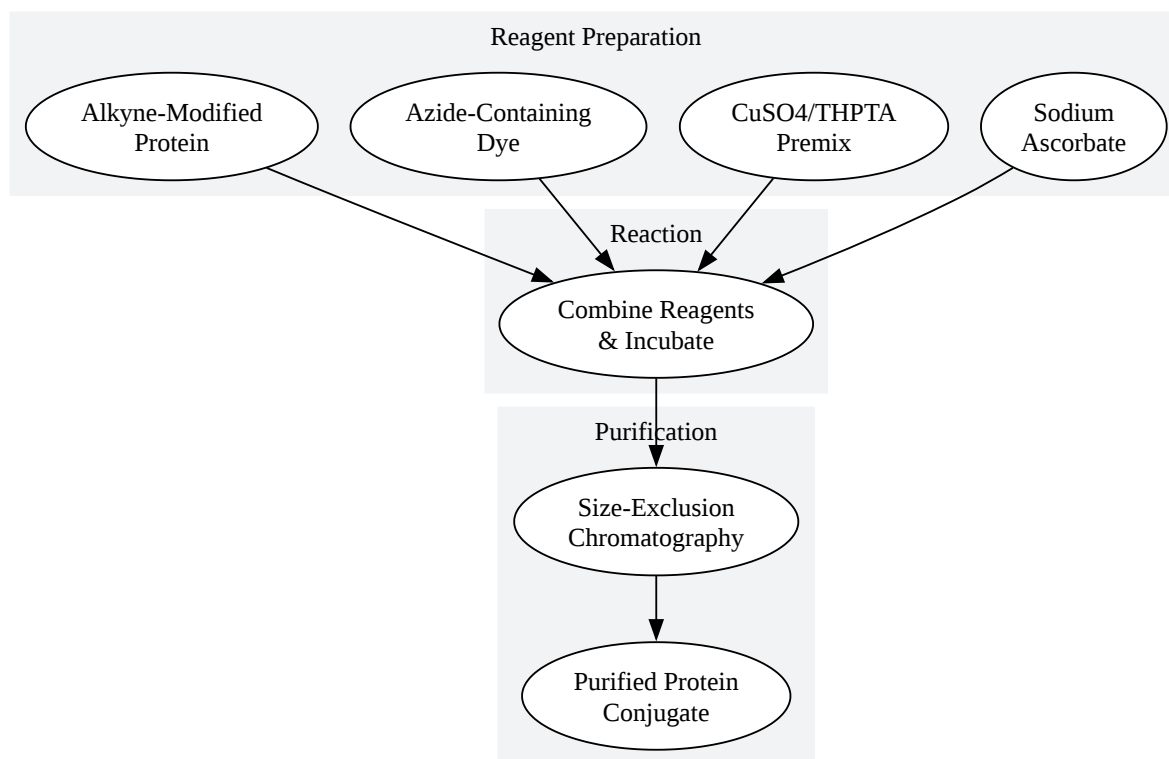 Reagent Preparation
Alkyne-Modified
Protein
Azide-Containing
Dye
CuSO4/THPTA
Premix
Sodium
Ascorbate
Reaction
Combine Reagents
& Incubate
Purification
Size-Exclusion
Chromatography
Purified Protein
Conjugate